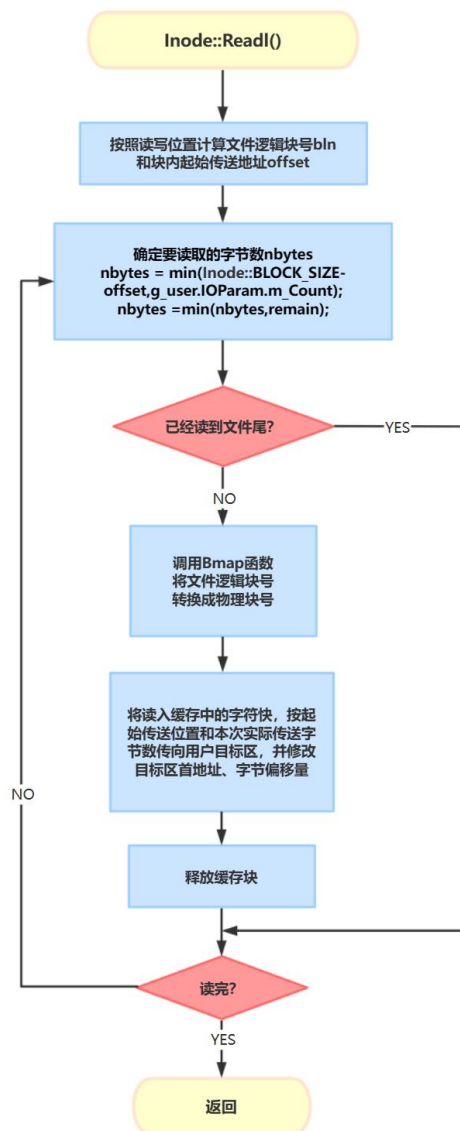 Inode::ReadI()
按照读写位置计算文件逻辑块号bln
和块内起始传送地址offset
确定要读取的字节数nbytes
nbytes = min(Inode::BLOCK_SIZE-
offset,g_user.IOParam.m_Count);
nbytes =min(nbytes,remain);
已经读到文件尾?
YES
NO
调用Bmap函数
将文件逻辑块号
转换成物理块号
将读入缓存中的字符快，按起
始传送位置和本次实际传送字
节数传向用户目标区，并修改
目标区首地址、字节偏移量
NO
释放缓存块
读完?
YES
返回